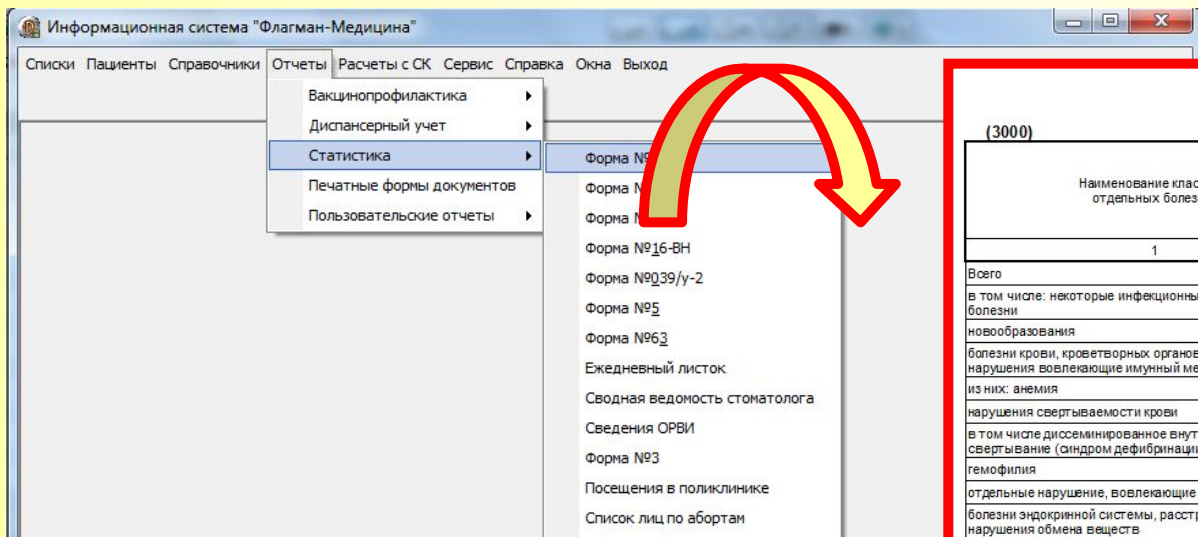 Информационная система "Флагман-Медицина"
Списки Пациенты Справочники Отчеты Расчеты с СК Сервис Справка Окна Выход
Вакцинопрофилактика
Диспансерный учет
Статистика
Печатные формы документов
Пользовательские отчеты
Форма
Форма
Форма
Форма №16-ВН
Форма №039/у-2
Форма №5
Форма №63
Ежедневный листок
Сводная ведомость стоматолога
Сведения ОРВИ
Форма №3
Посещения в поликлинике
Список лиц по абортам
(3000)
Наименование клас
отдельных болез
1
Всего
в том числе: некоторые инфекционны
болезни
новообразования
болезни крови, кроветворных органов
нарушения вовлекающие имунный ме
из них: анемия
нарушения свертываемости крови
в том числе диссеминированное внут
свертывание (синдром дефибринаци
гемофилия
отдельные нарушение, вовлекающие
болезни эндокринной системы, расстр
нарушения обмена веществ